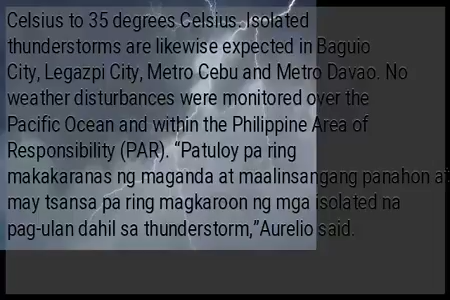 Celsius to 35 degrees Celsius. Isolated
thunderstorms are likewise expected in Baguio
City, Legazpi City, Metro Cebu and Metro Davao. No
weather disturbances were monitored over the
Pacific Ocean and within the Philippine Area of
Responsibility (PAR). “Patuloy pa ring
makakaranas ng maganda at maalinsangang panahon at
may tsansa pa ring magkaroon ng mga isolated na
pag-ulan dahil sa thunderstorm,”Aurelio said.